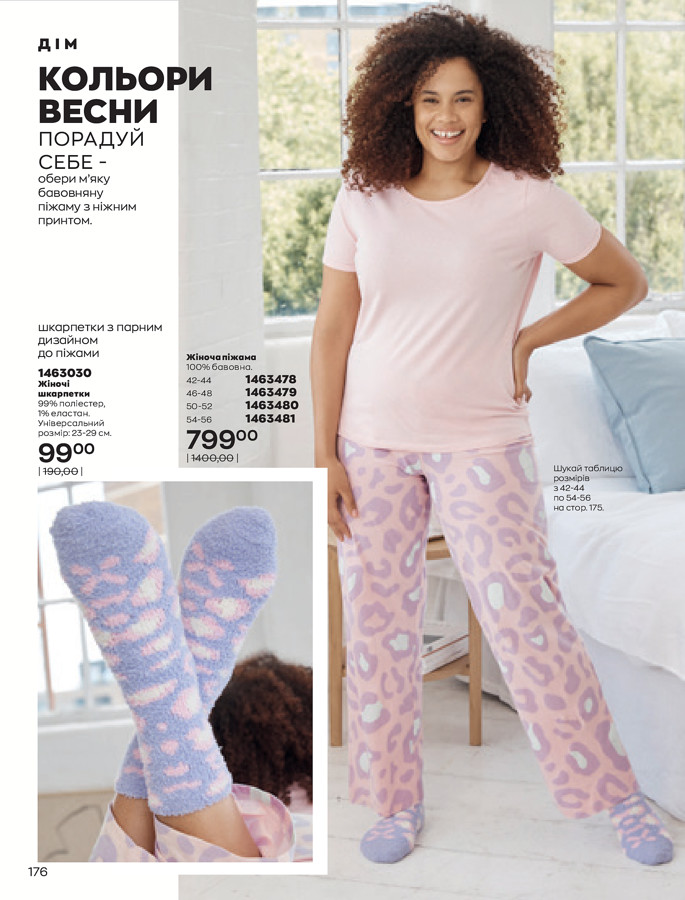 ДІМ
КОЛЬОРИ
ВЕСНИ
ПОРАДУЙ
СЕБЕ -
обери м’яку
бавовняну
піжаму з ніжним
принтом.
шкарпетки з парним
дизайном
до піжами
1463030
Жіночі
шкарпетки
99% поліестер,
1% еластан.
Універсальний
розмір: 23-29 см.
99⁰⁰
| 190,00 |
Жіноча піжама
100% бавовна.
42-44 1463478
46-48 1463479
50-52 1463480
54-56 1463481
799⁰⁰
| 1400,00 |
Шукай таблицю
розмірів
з 42-44
по 54-56
на стор. 175.
176